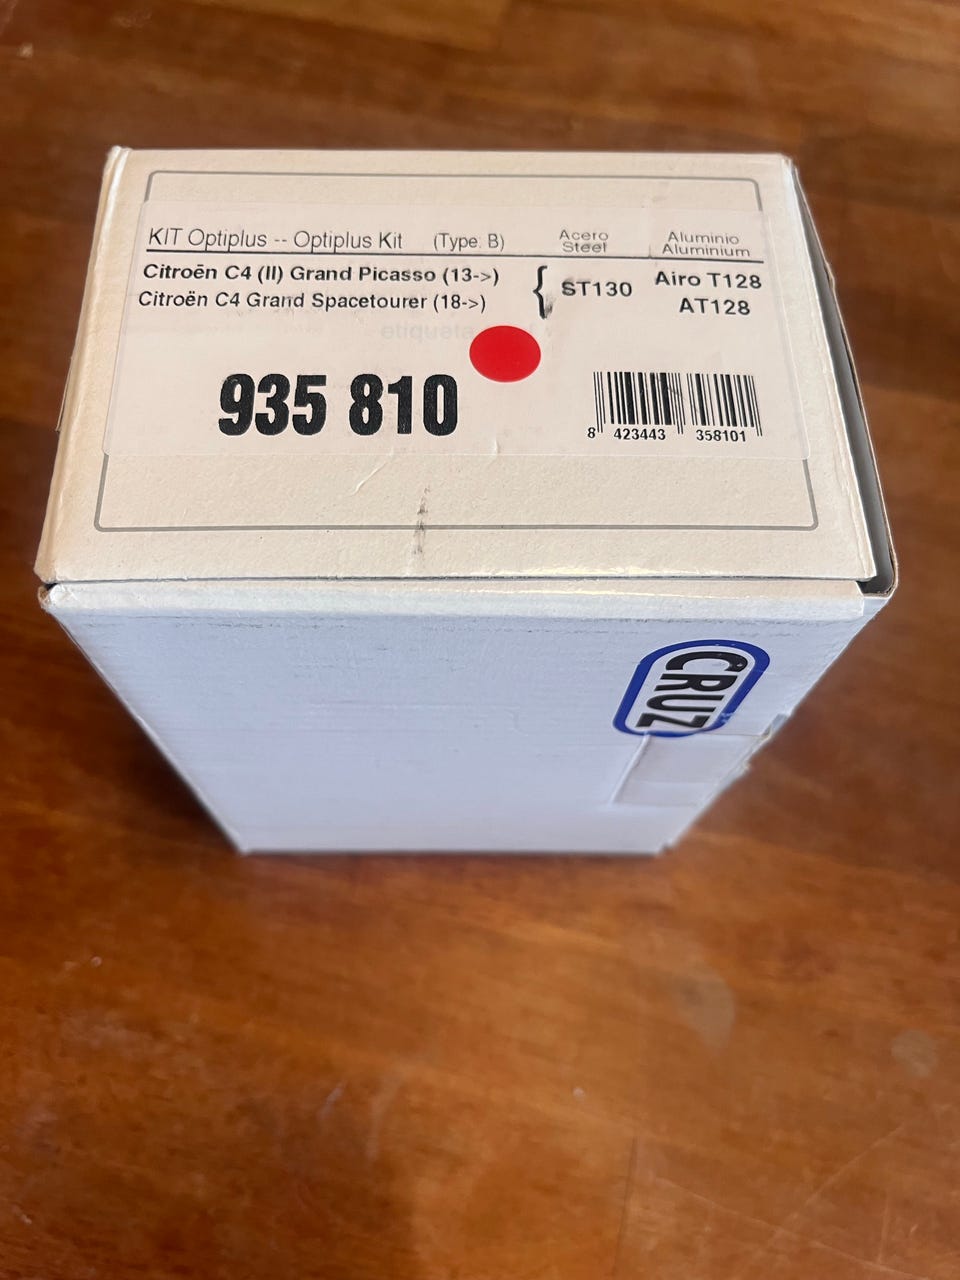 KIT Optiplus -- Optiplus Kit (Type. B) Acero Steel Aluminio Aluminium
Citroën C4 (II) Grand Picasso (13->)
Citroën C4 Grand Spacetourer (18->)
{ ST130
Airo T128
AT128
etiqueta
935 810
8 423443 358101
CRUZ